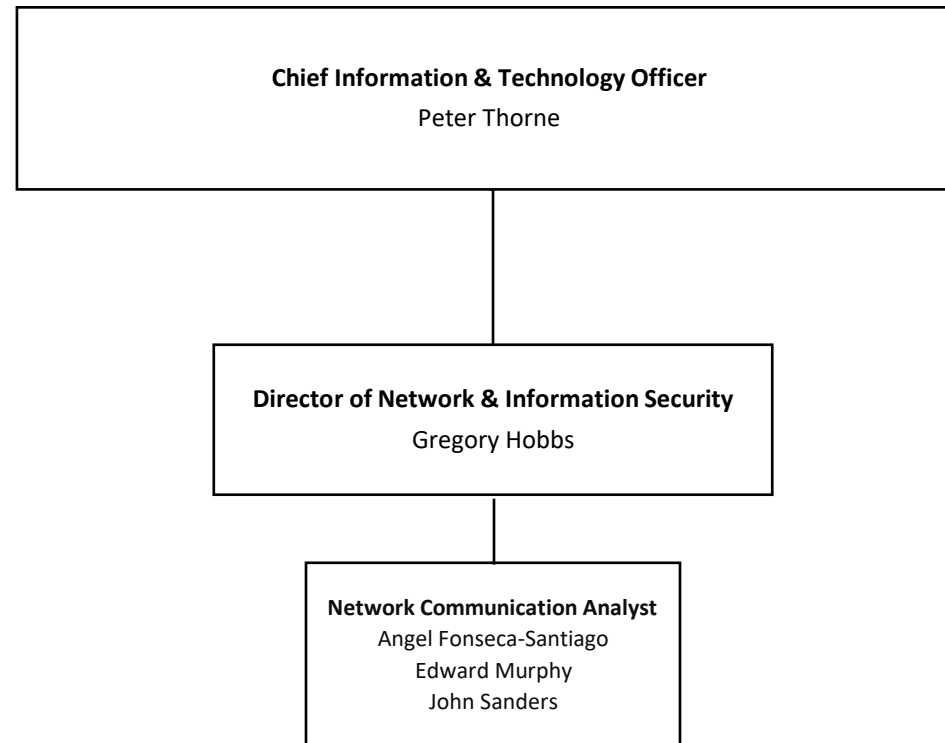 Chief Information & Technology Officer
Peter Thorne
Director of Network & Information Security
Gregory Hobbs
Network Communication Analyst
Angel Fonseca-Santiago
Edward Murphy
John Sanders